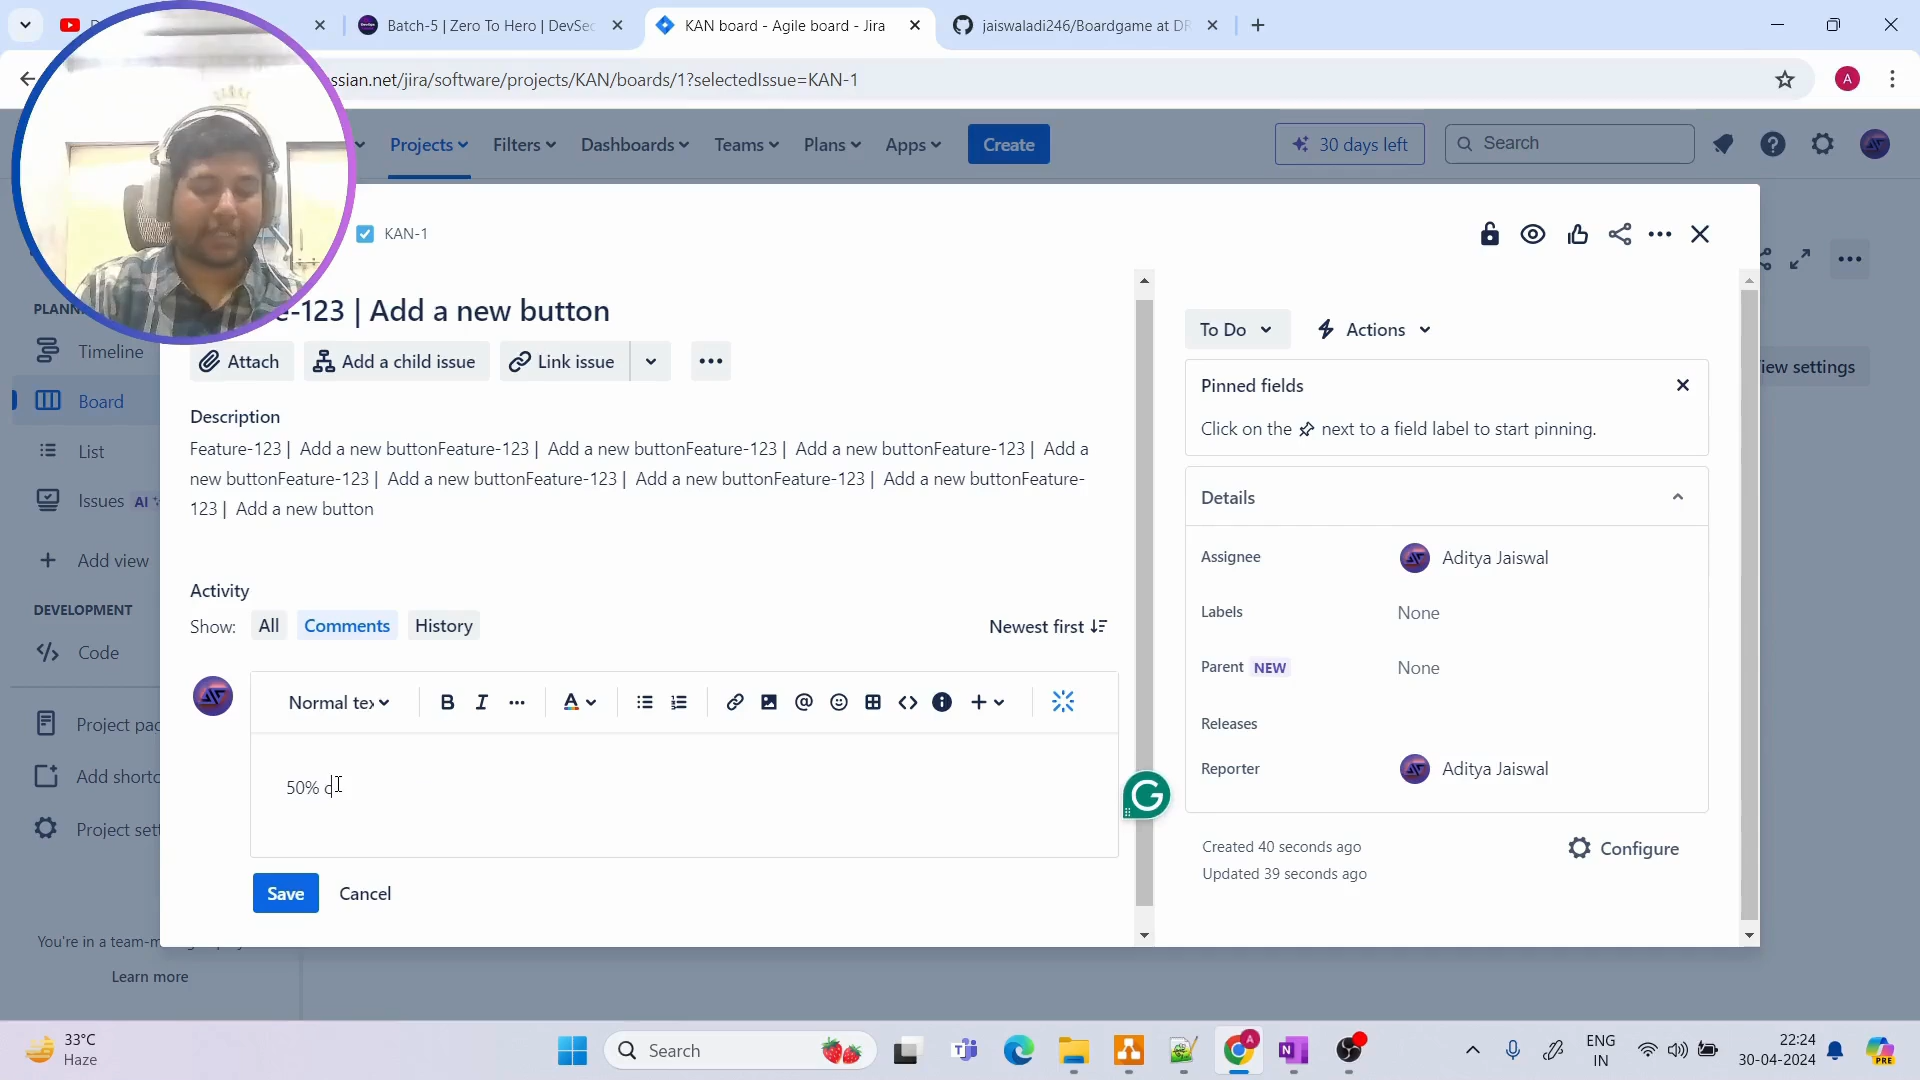 Batch-5 | Zero To Hero | DevSec
KAN board - Agile board - Jira
jaiswaladi246/Boardgame at DR
ssian.net/jira/software/projects/KAN/boards/1?selectedIssue=KAN-1
A
Projects
Filters
Dashboards
Teams
Plans
Apps
Create
30 days left
Search
KAN-1
e-123 | Add a new button
Attach
Add a child issue
Link issue
Description
Feature-123 | Add a new buttonFeature-123 | Add a new buttonFeature-123 | Add a new buttonFeature-123 | Add a
new buttonFeature-123 | Add a new buttonFeature-123 | Add a new buttonFeature-123 | Add a new buttonFeature-
123 | Add a new button
Activity
Show:
All
Comments
History
Newest first
Normal tex
50% c
Save
Cancel
To Do
Actions
Pinned fields
Click on the next to a field label to start pinning.
Details
Assignee
Aditya Jaiswal
Labels
None
Parent NEW
None
Releases
Reporter
Aditya Jaiswal
Created 40 seconds ago
Updated 39 seconds ago
Configure
iew settings
PLANN
Timeline
Board
List
Issues AI
Add view
DEVELOPMENT
Code
Project pag
Add shortc
Project sett
You're in a team-m
Learn more
33°C
Haze
Search
ENG
IN
22:24
30-04-2024
PRE